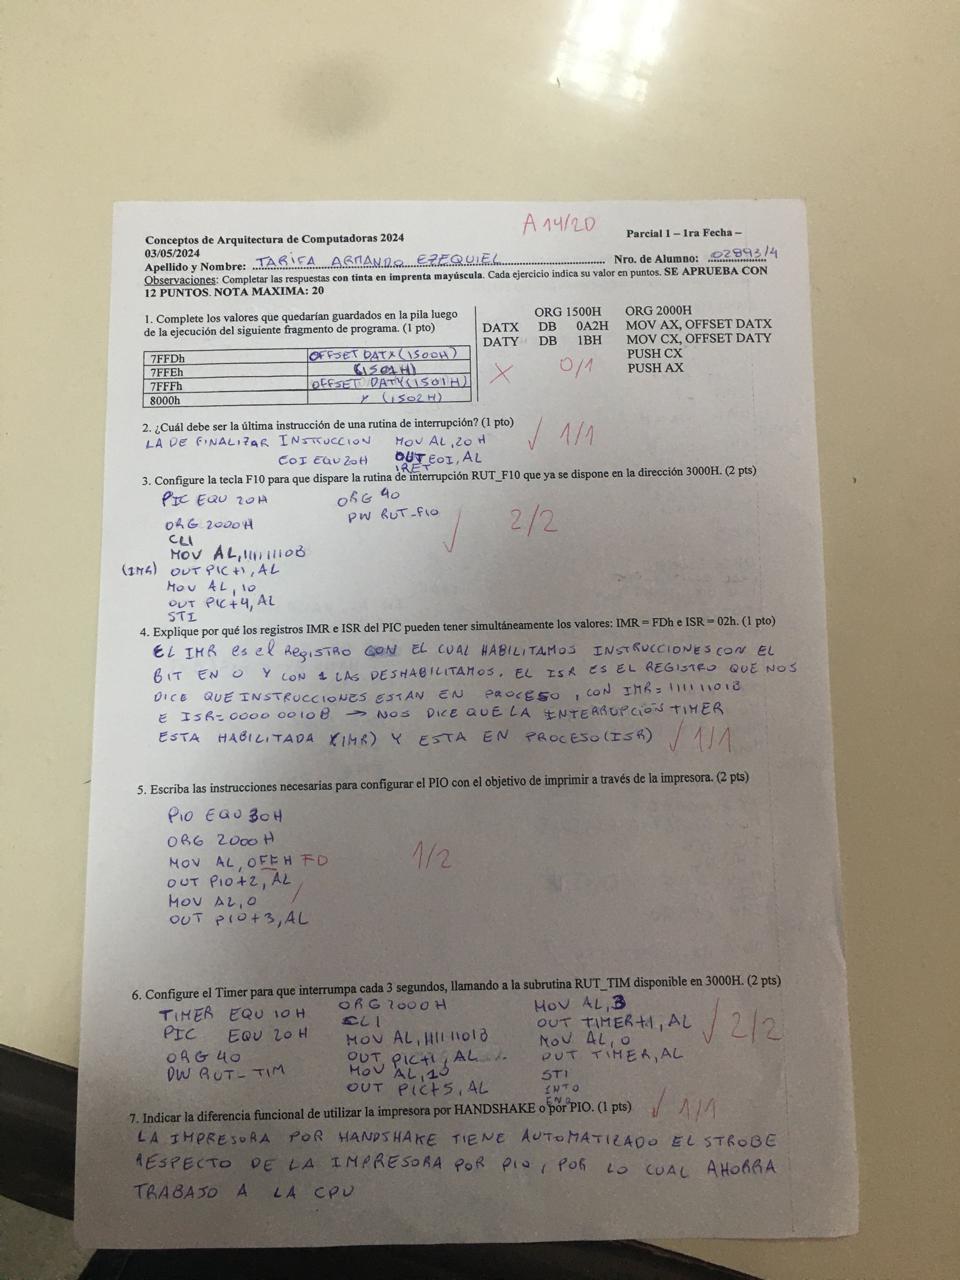 A 14/20
Conceptos de Arquitectura de Computadoras 2024
Parcial 1 – 1ra Fecha –
03/05/2024
Apellido y Nombre: TARIFA ARMANDO EZEQUIEL Nro. de Alumno: 02893/4
Observaciones: Completar las respuestas con tinta en imprenta mayúscula. Cada ejercicio indica su valor en puntos. SE APRUEBA CON
12 PUNTOS. NOTA MAXIMA: 20
1. Complete los valores que quedarían guardados en la pila luego
de la ejecución del siguiente fragmento de programa. (1 pto)
7FFDh OFFSET DATX (1500H)
7FFEh (1501H)
7FFFh OFFSET DATY (1501H)
8000h Y (1502H)
ORG 1500H
DATX DB 0A2H
DATY DB 1BH
ORG 2000H
MOV AX, OFFSET DATX
MOV CX, OFFSET DATY
PUSH CX
PUSH AX
X 0/1
2. ¿Cuál debe ser la última instrucción de una rutina de interrupción? (1 pto)
LA DE FINALIZAR INSTRUCCION MOV AL, 20H
EOI EQU 20H OUT EOI, AL
IRET
✓ 1/1
3. Configure la tecla F10 para que dispare la rutina de interrupción RUT_F10 que ya se dispone en la dirección 3000H. (2 pts)
PIC EQU 20H
ORG 2000H
CLI
MOV AL, 11111110B
(IMR) OUT PIC+1, AL
MOV AL, 10
OUT PIC+4, AL
STI
ORG 40
DW RUT_F10
✓ 2/2
4. Explique por qué los registros IMR e ISR del PIC pueden tener simultáneamente los valores: IMR = FDh e ISR = 02h. (1 pto)
EL IMR es el Registro CON EL CUAL HABILITAMOS INSTRUCCIONES CON EL
BIT EN 0 Y CON 1 LAS DESHABILITAMOS. EL ISR ES EL REGISTRO QUE NOS
DICE QUE INSTRUCCIONES ESTAN EN PROCESO, CON IMR=11111101B
E ISR=00000010B → NOS DICE QUE LA INTERRUPCIÓN TIMER
ESTA HABILITADA (IMR) Y ESTA EN PROCESO (ISR) ✓ 1/1
5. Escriba las instrucciones necesarias para configurar el PIO con el objetivo de imprimir a través de la impresora. (2 pts)
PIO EQU 30H
ORG 2000H
MOV AL, 0FEH FD
OUT PIO+2, AL
MOV AL, 0
OUT PIO+3, AL
1/2
6. Configure el Timer para que interrumpa cada 3 segundos, llamando a la subrutina RUT_TIM disponible en 3000H. (2 pts)
TIMER EQU 10H
PIC EQU 20H
ORG 40
DW RUT_TIM
ORG 2000H
CLI
MOV AL, 11111101B
OUT PIC+1, AL
MOV AL, 10
OUT PIC+5, AL
MOV AL, 3
OUT TIMER+1, AL
MOV AL, 0
OUT TIMER, AL
STI
INT 0
END
✓ 2/2
7. Indicar la diferencia funcional de utilizar la impresora por HANDSHAKE o por PIO. (1 pts) ✓ 1/1
LA IMPRESORA POR HANDSHAKE TIENE AUTOMATIZADO EL STROBE
RESPECTO DE LA IMPRESORA POR PIO, POR LO CUAL AHORRA
TRABAJO A LA CPU